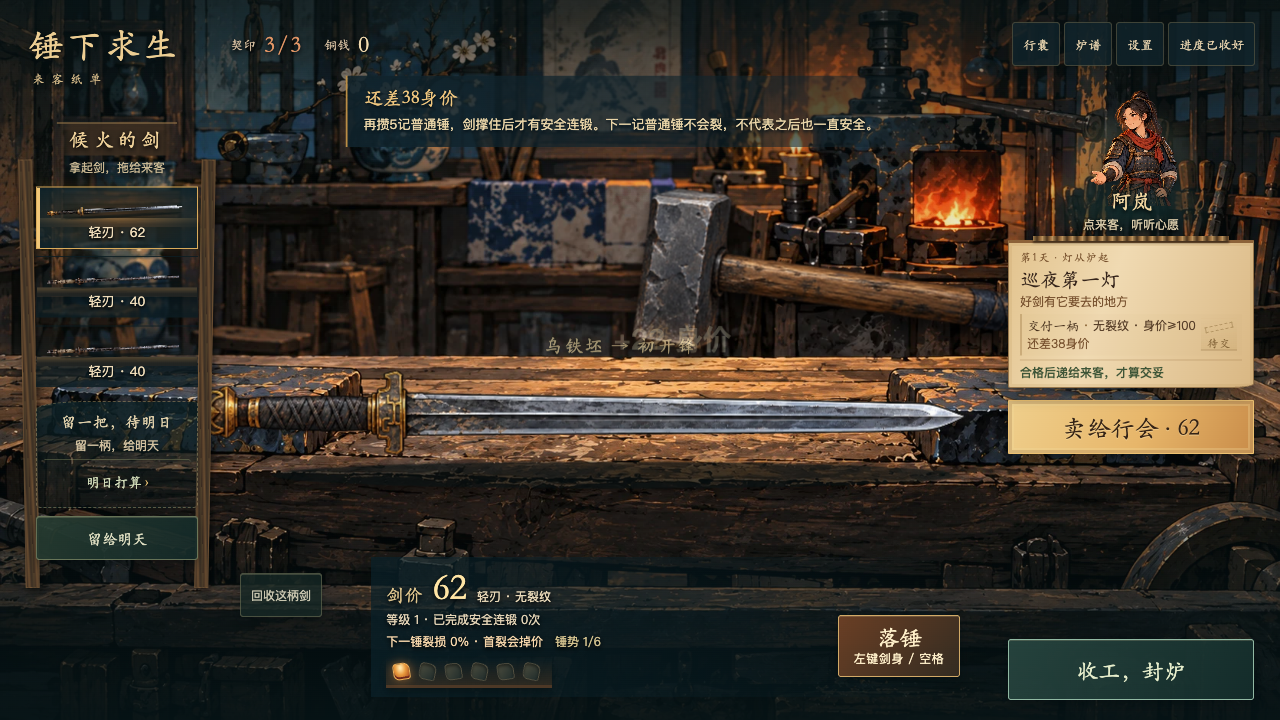 锤下求生
来客纸单
契印 3/3 铜钱 0
行囊
炉谱
设置
进度已收好
还差38身价
再攒5记普通锤，剑撑住后才有安全连锻。下一记普通锤不会裂，不代表之后也一直安全。
候火的剑
拿起剑，拖给来客
轻刃 · 62
轻刃 · 40
轻刃 · 40
留一把，待明日
留一柄，给明天
明日打算 ›
留给明天
阿岚
点来客，听听心愿
第1天 · 灯从炉起
巡夜第一灯
好剑有它要去的地方
交付一柄 · 无裂纹 · 身价≥100
还差38身价
待交
合格后递给来客，才算交妥
卖给行会 · 62
乌铁坯 → 初开锋
回收这柄剑
剑价 62 轻刃 · 无裂纹
等级 1 · 已完成安全连锻 0次
下一锤裂损 0% · 首裂会掉价 锤势 1/6
落锤
左键剑身 / 空格
收工，封炉